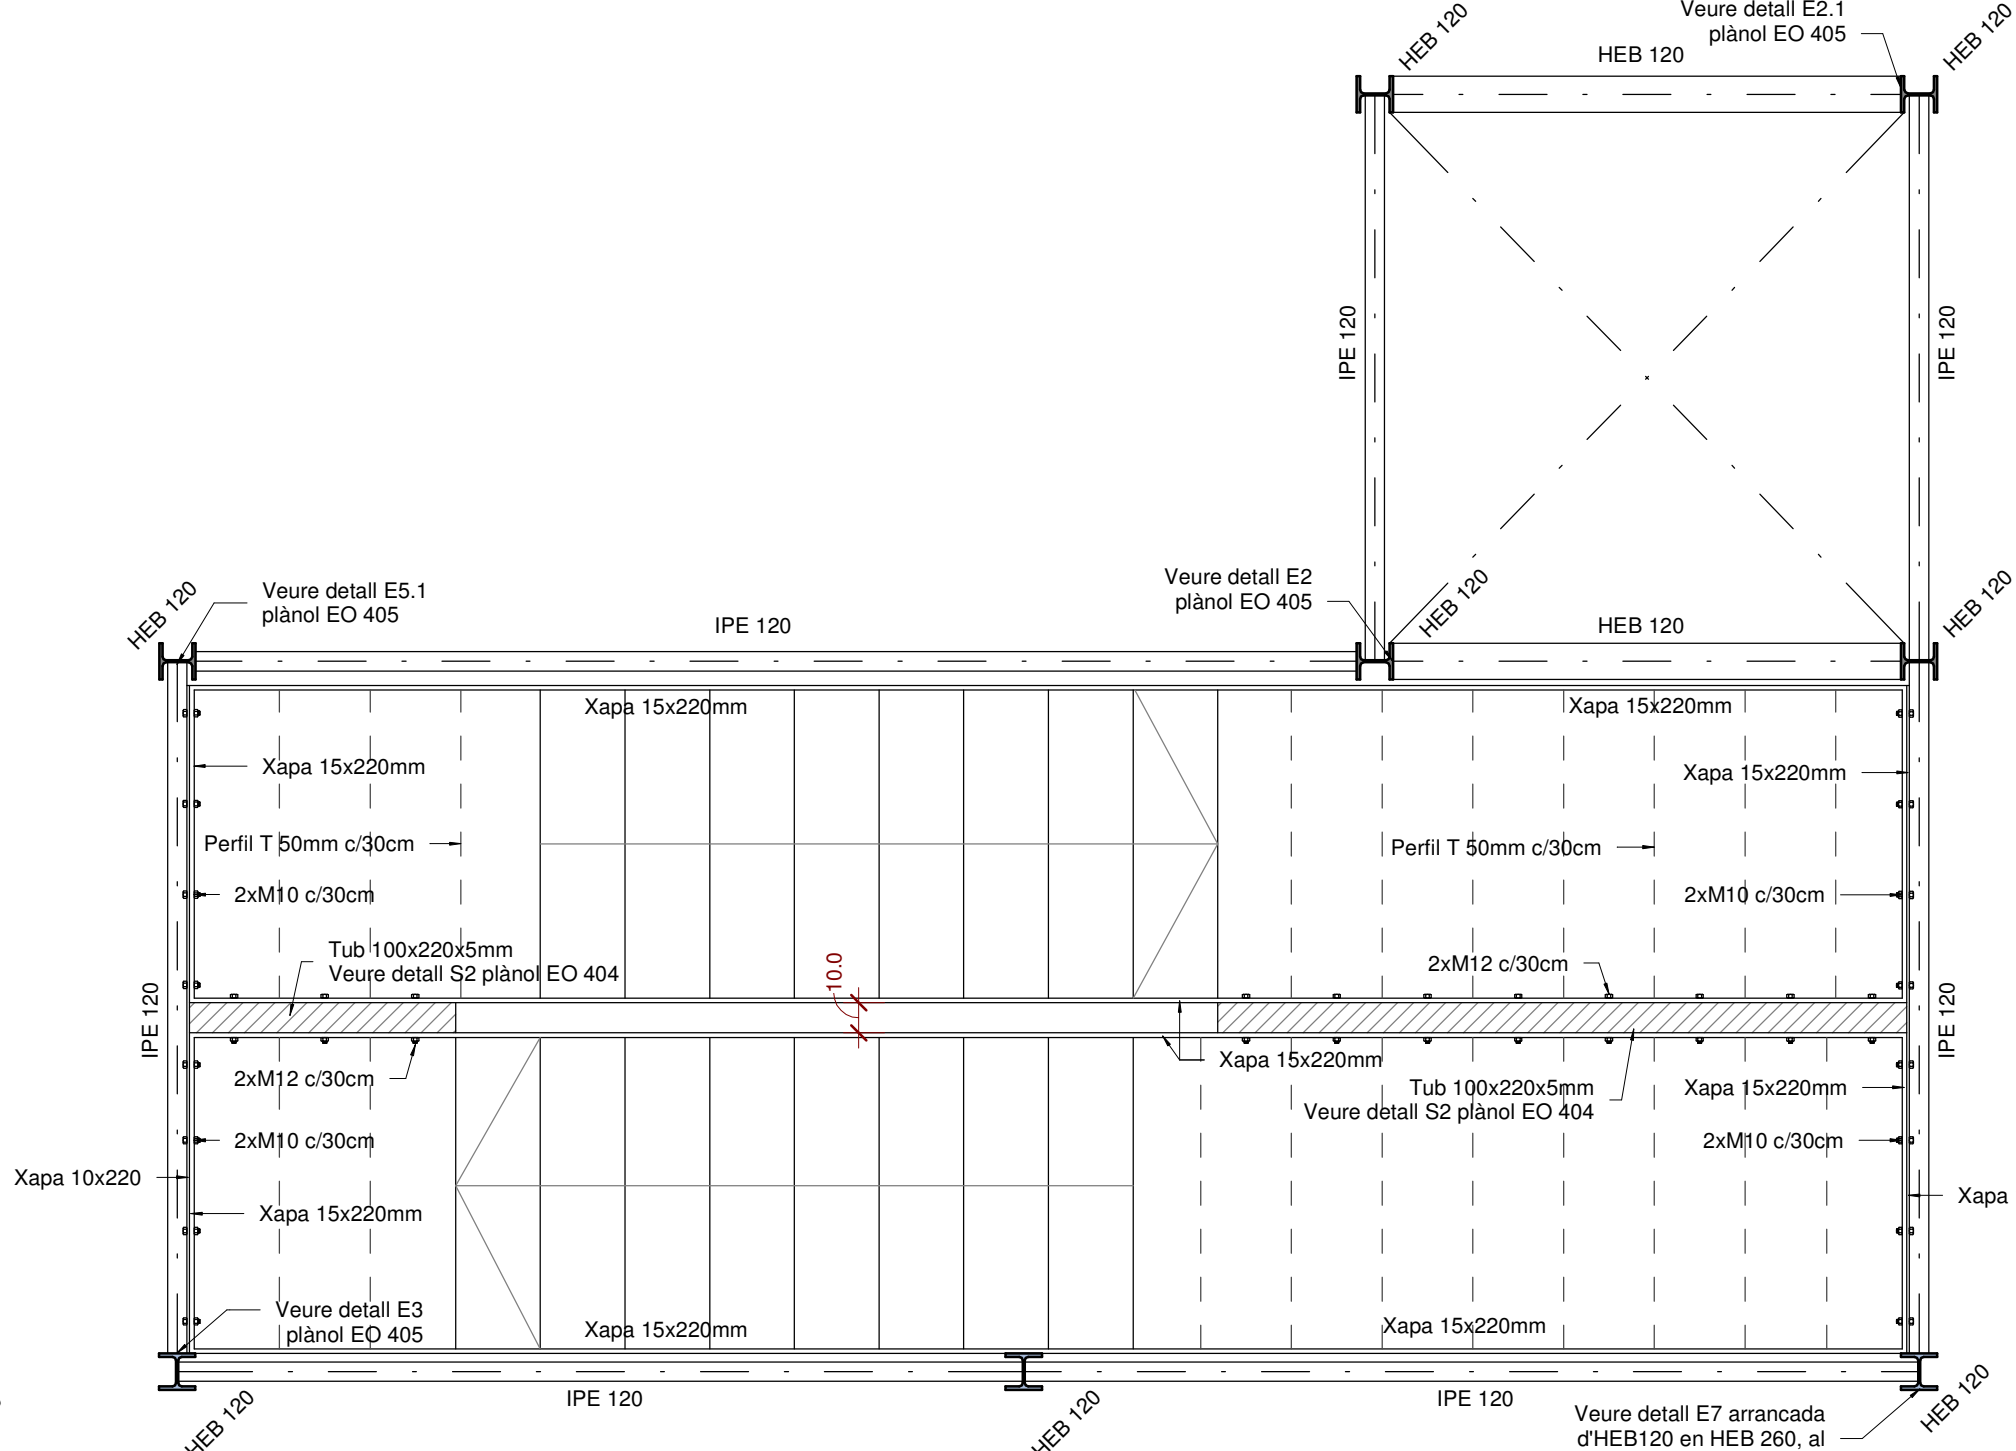 Veure detall E2.1
plànol EO 405
HEB 120
HEB 120
HEB 120
IPE 120
IPE 120
Veure detall E5.1
plànol EO 405
HEB 120
IPE 120
Veure detall E2
plànol EO 405
HEB 120
HEB 120
HEB 120
Xapa 15x220mm
Xapa 15x220mm
Xapa 15x220mm
Xapa 15x220mm
Perfil T 50mm c/30cm
Perfil T 50mm c/30cm
2xM10 c/30cm
2xM10 c/30cm
Tub 100x220x5mm
Veure detall S2 plànol EO 404
10.0
2xM12 c/30cm
IPE 120
IPE 120
2xM12 c/30cm
Xapa 15x220mm
Tub 100x220x5mm
Veure detall S2 plànol EO 404
Xapa 15x220mm
2xM10 c/30cm
2xM10 c/30cm
Xapa 10x220
Xapa
Xapa 15x220mm
Veure detall E3
plànol EO 405
Xapa 15x220mm
Xapa 15x220mm
HEB 120
IPE 120
HEB 120
IPE 120
HEB 120
Veure detall E7 arrancada
d'HEB120 en HEB 260, al